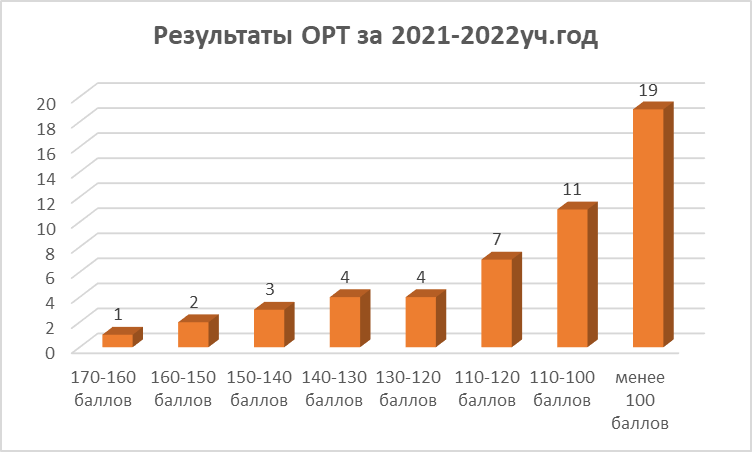 Результаты ОРТ за 2021-2022уч.год
20
18
16
14
12
10
8
6
4
2
0
1
2
3
4
4
7
11
19
170-160 баллов
160-150 баллов
150-140 баллов
140-130 баллов
130-120 баллов
110-120 баллов
110-100 баллов
менее 100 баллов